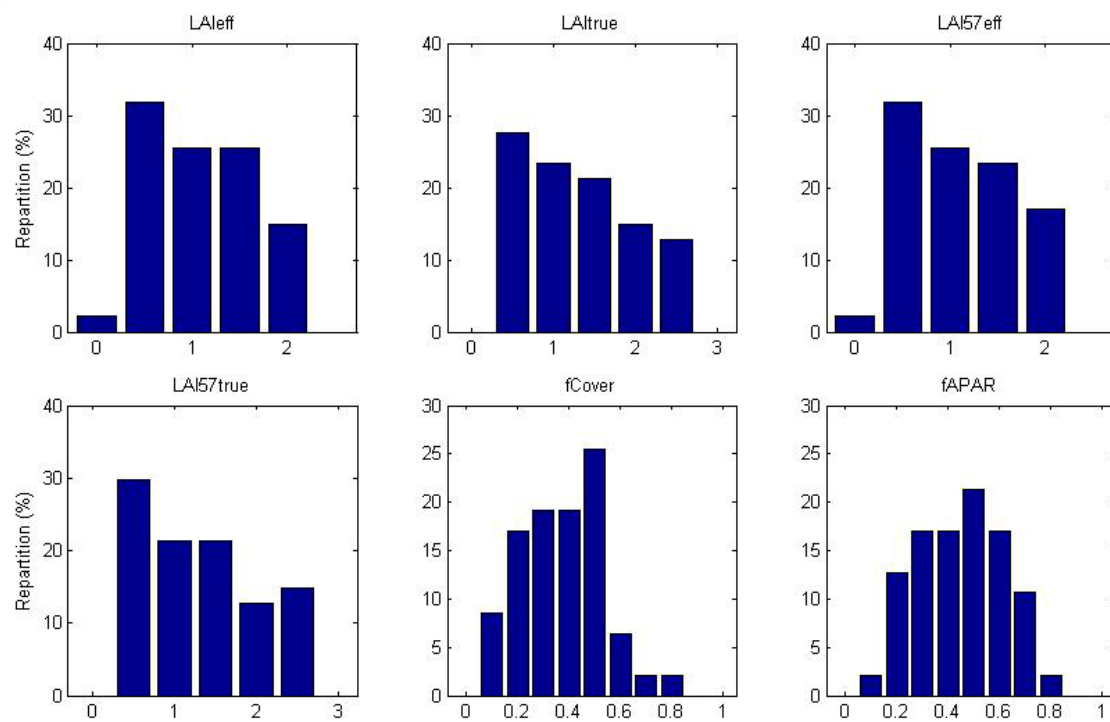 LAIeff LAItrue LAI57eff
40 40 40
30 30 30
20 20 20
10 10 10
0 0 0
Repartition (%)
0 1 2 0 1 2 3 0 1 2
LAI57true fCover fAPAR
40 30 30
25 25
30
20 20
20 15 15
10 10
10
5 5
0 0 0
Repartition (%)
0 1 2 3 0 0.2 0.4 0.6 0.8 1 0 0.2 0.4 0.6 0.8 1